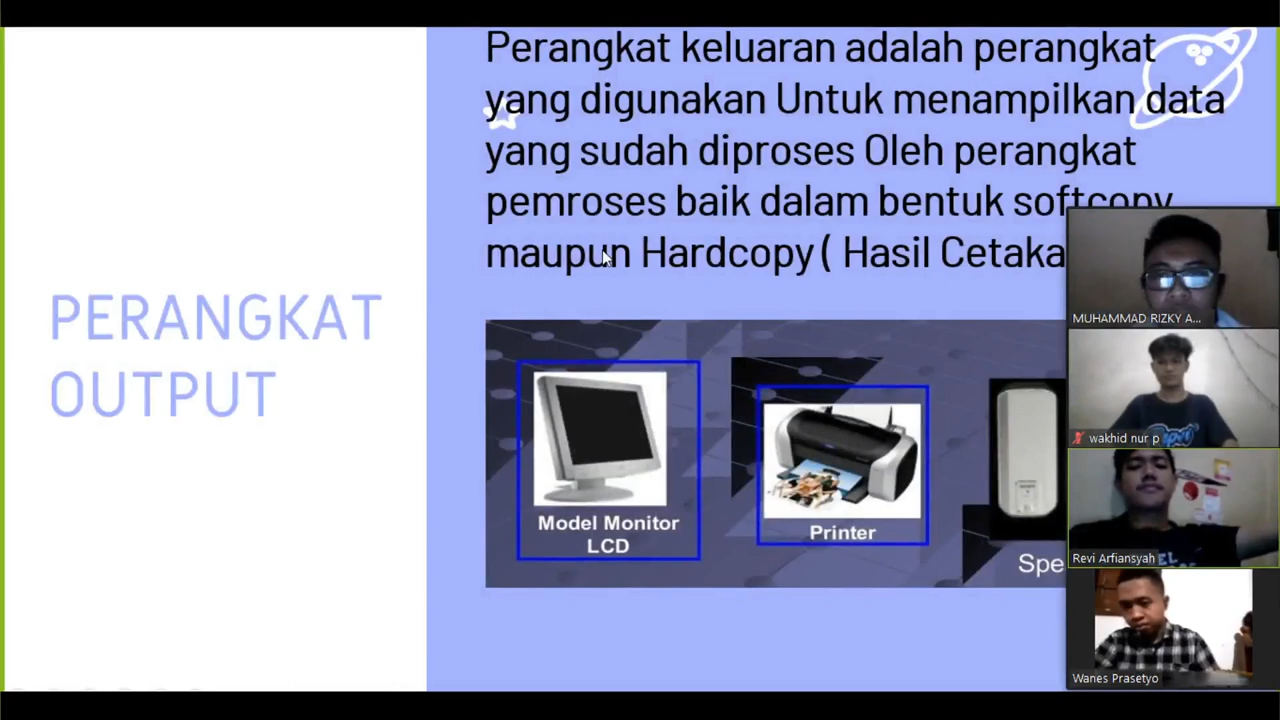 Perangkat keluaran adalah perangkat
yang digunakan Untuk menampilkan data
yang sudah diproses Oleh perangkat
pemroses baik dalam bentuk softcopy
maupun Hardcopy ( Hasil Cetaka
PERANGKAT
OUTPUT
Model Monitor
LCD
Printer
Spe
MUHAMMAD RIZKY A...
wakhid nur p
Revi Arfiansyah
Wanes Prasetyo